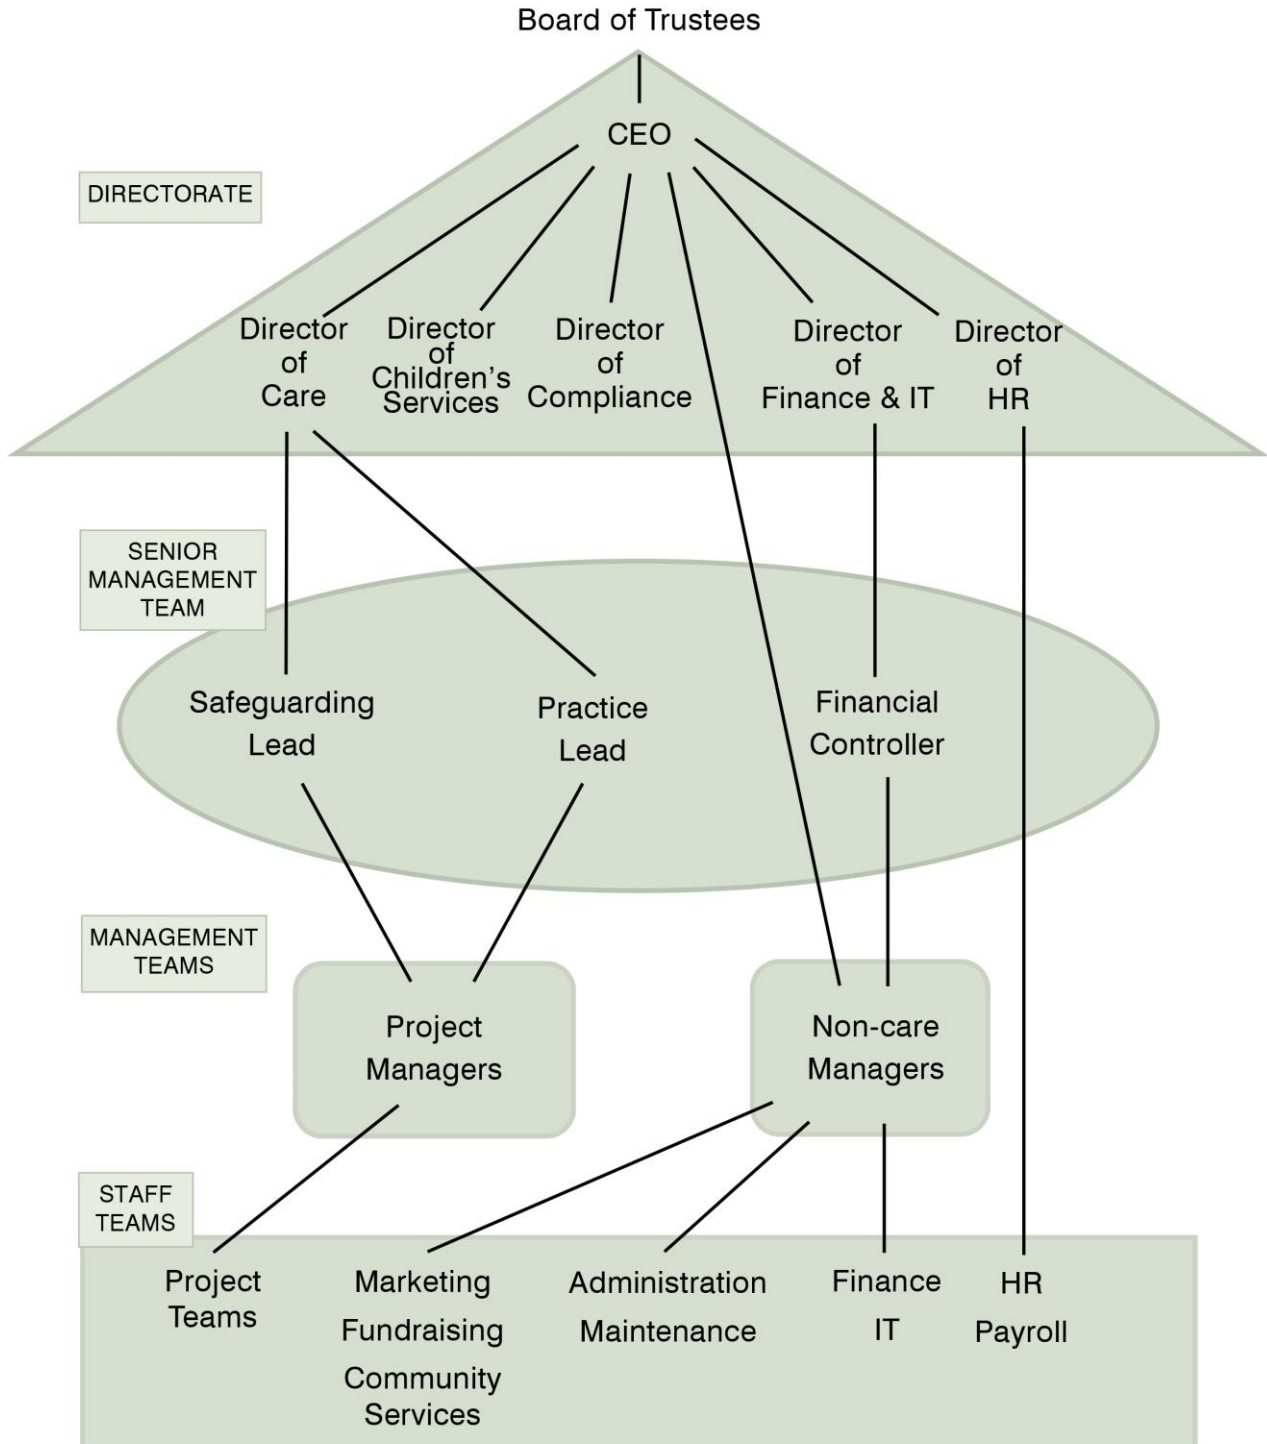 Board of Trustees
CEO
DIRECTORATE
Director
of
Care
Director
of
Children's
Services
Director
of
Compliance
Director
of
Finance & IT
Director
of
HR
SENIOR
MANAGEMENT
TEAM
Safeguarding
Lead
Practice
Lead
Financial
Controller
MANAGEMENT
TEAMS
Project
Managers
Non-care
Managers
STAFF
TEAMS
Project
Teams
Marketing
Fundraising
Community
Services
Administration
Maintenance
Finance
IT
HR
Payroll